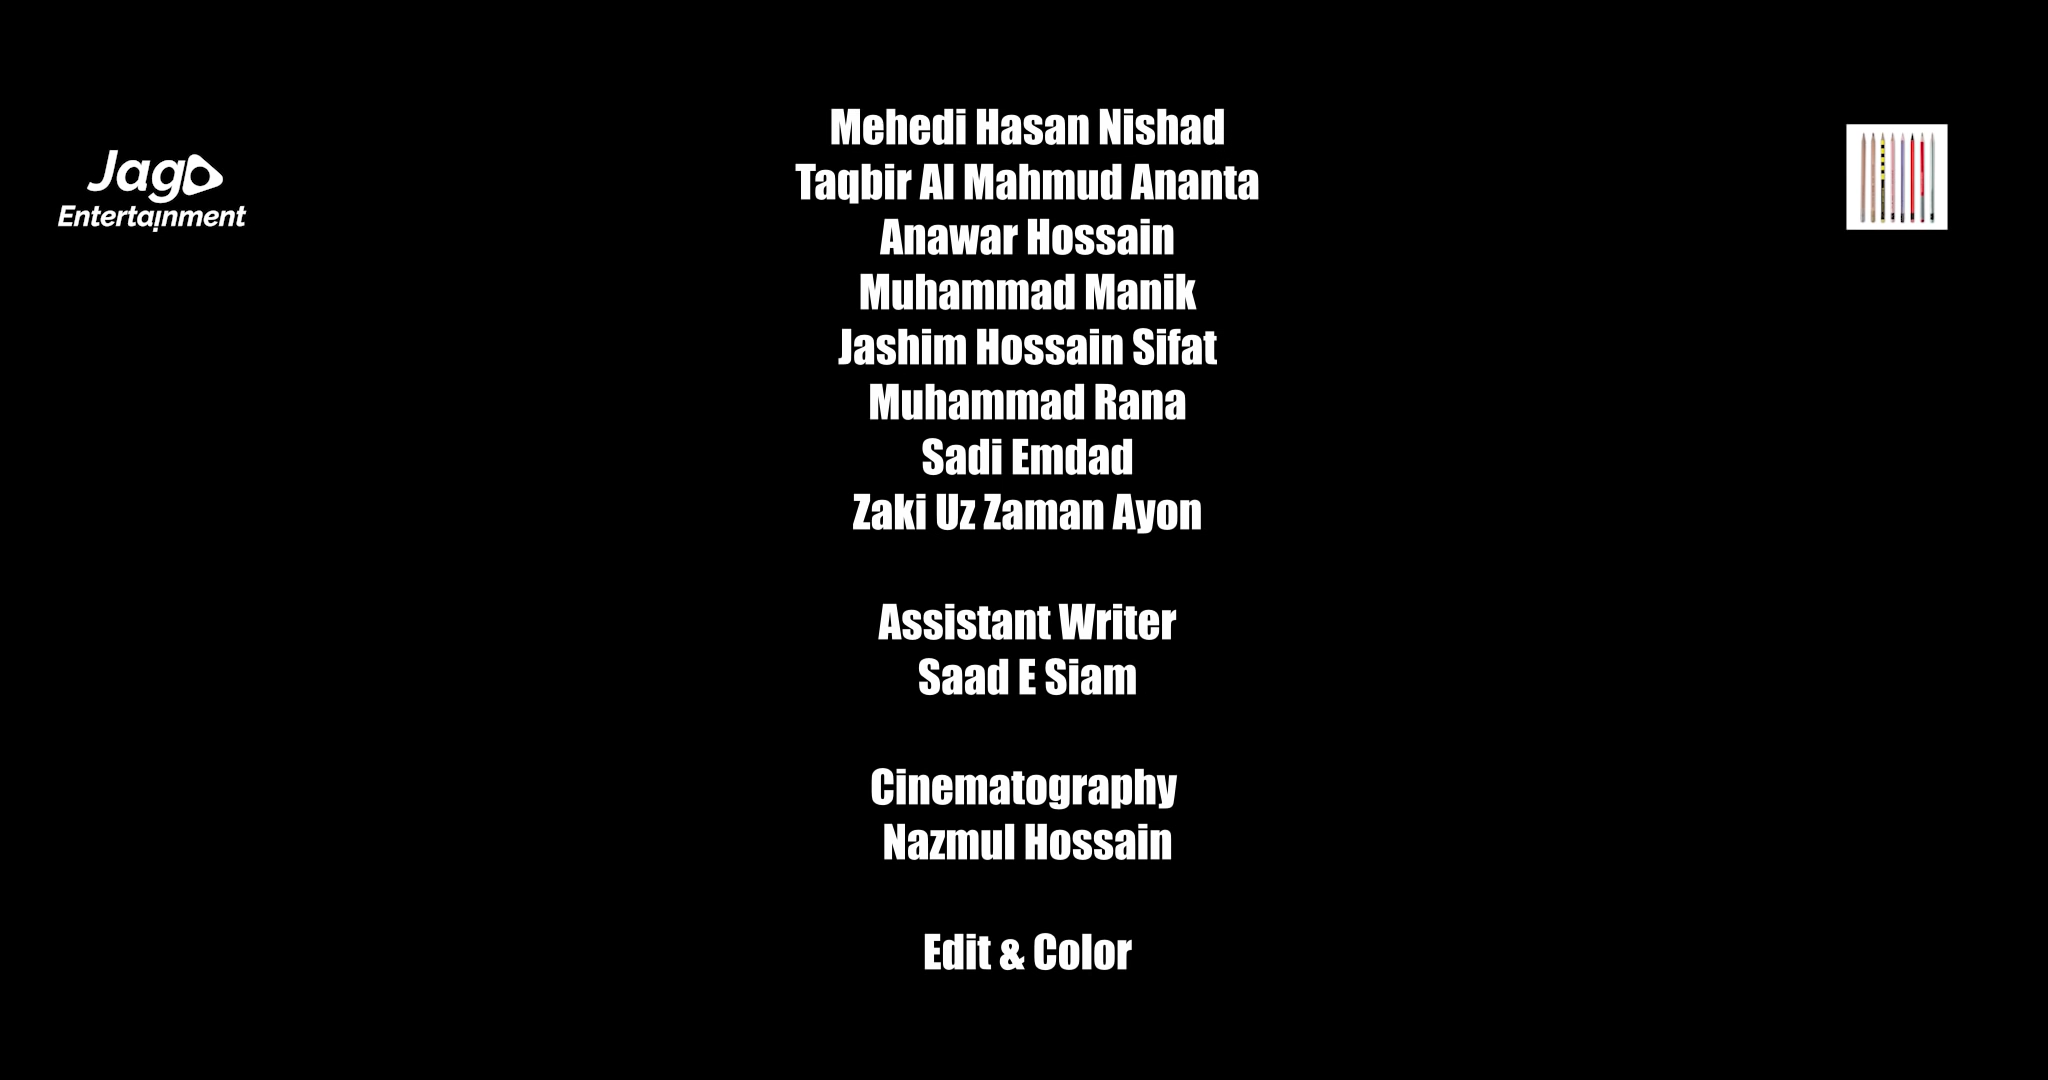 Jago
Entertainment
Mehedi Hasan Nishad
Taqbir Al Mahmud Ananta
Anawar Hossain
Muhammad Manik
Jashim Hossain Sifat
Muhammad Rana
Sadi Emdad
Zaki Uz Zaman Ayon
Assistant Writer
Saad E Siam
Cinematography
Nazmul Hossain
Edit & Color